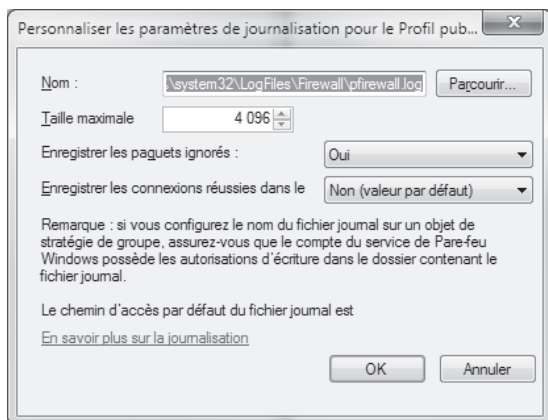 Personnaliser les paramètres de journalisation pour le Profil pub...
Nom :
:\system32\LogFiles\Firewall\pfirewall.log
Parcourir...
Taille maximale
4 096
Enregistrer les paquets ignorés :
Oui
Enregistrer les connexions réussies dans le
Non (valeur par défaut)
Remarque : si vous configurez le nom du fichier journal sur un objet de
stratégie de groupe, assurez-vous que le compte du service de Pare-feu
Windows possède les autorisations d'écriture dans le dossier contenant le
fichier journal.
Le chemin d'accès par défaut du fichier journal est
En savoir plus sur la journalisation
OK
Annuler